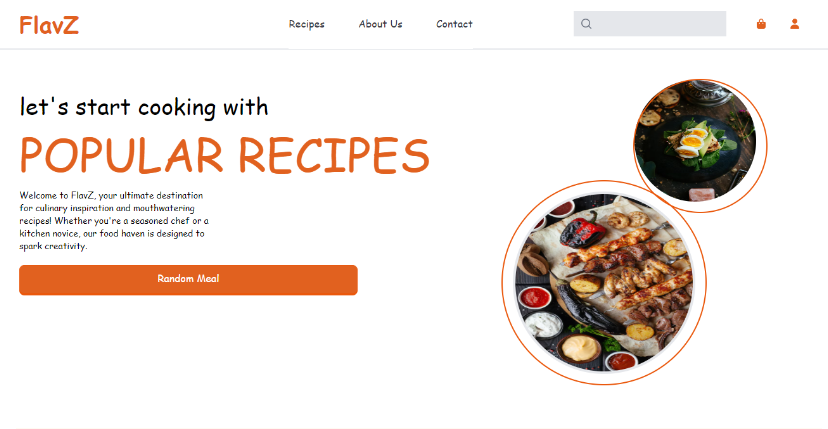 FlavZ
Recipes About Us Contact
let's start cooking with
POPULAR RECIPES
Welcome to FlavZ, your ultimate destination
for culinary inspiration and mouthwatering
recipes! Whether you're a seasoned chef or a
kitchen novice, our food haven is designed to
spark creativity.
Random Meal